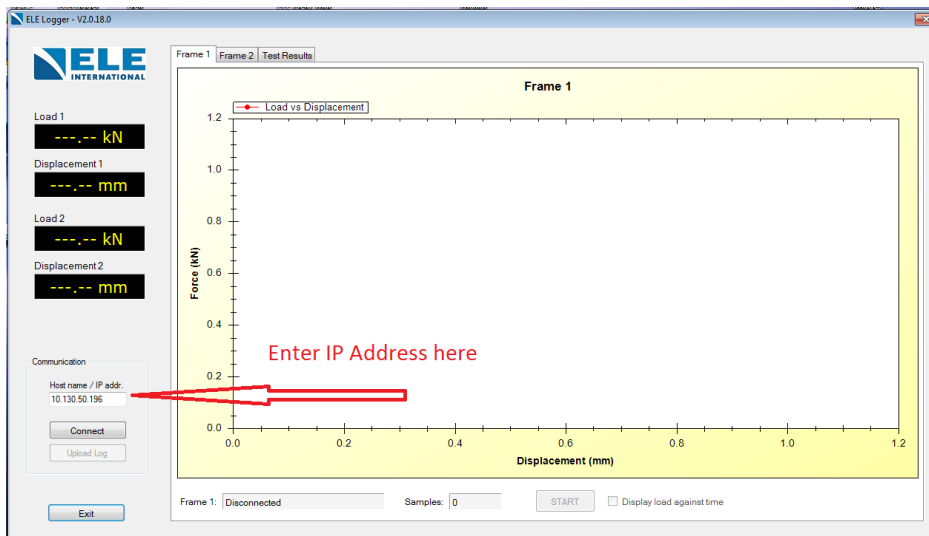 ELE Logger - V2.0.18.0
ELE
INTERNATIONAL
Load 1
---.-- kN
Displacement 1
---.-- mm
Load 2
---.-- kN
Displacement 2
---.-- mm
Communication
Host name / IP addr.
10.130.50.196
Connect
Upload Log
Exit
Frame 1 Frame 2 Test Results
Frame 1
Load vs Displacement
Force (kN)
1.2
1.0
0.8
0.6
0.4
0.2
0.0
Enter IP Address here
0.0 0.2 0.4 0.6 0.8 1.0 1.2
Displacement (mm)
Frame 1: Disconnected Samples: 0 START Display load against time